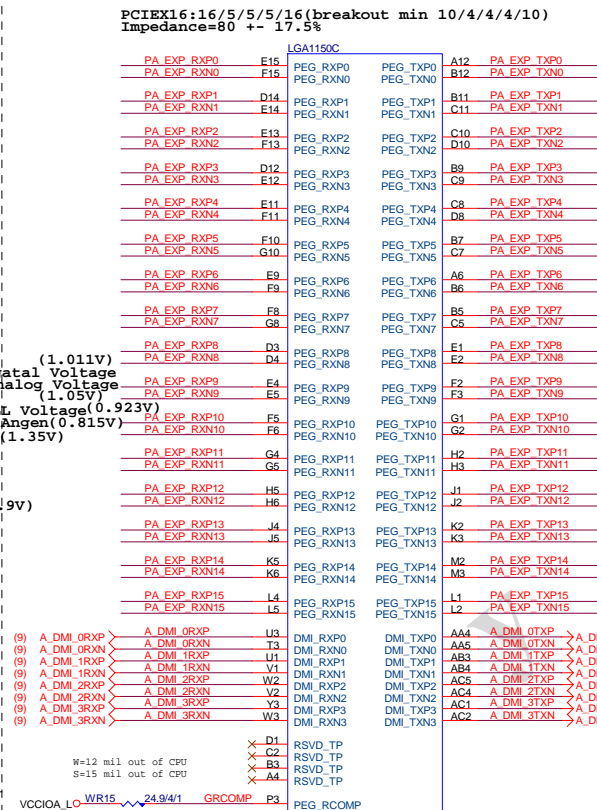 PCIEX16:16/5/5/5/16(breakout min 10/4/4/4/10)
Impedance=80 +- 17.5%
LGA1150C
PA_EXP_RXP0 E15 PEG_RXP0 PEG_TXP0 A12 PA_EXP_TXP0
PA_EXP_RXN0 F15 PEG_RXN0 PEG_TXN0 B12 PA_EXP_TXN0
PA_EXP_RXP1 D14 PEG_RXP1 PEG_TXP1 B11 PA_EXP_TXP1
PA_EXP_RXN1 E14 PEG_RXN1 PEG_TXN1 C11 PA_EXP_TXN1
PA_EXP_RXP2 E13 PEG_RXP2 PEG_TXP2 C10 PA_EXP_TXP2
PA_EXP_RXN2 F13 PEG_RXN2 PEG_TXN2 D10 PA_EXP_TXN2
PA_EXP_RXP3 D12 PEG_RXP3 PEG_TXP3 B9 PA_EXP_TXP3
PA_EXP_RXN3 E12 PEG_RXN3 PEG_TXN3 C9 PA_EXP_TXN3
PA_EXP_RXP4 E11 PEG_RXP4 PEG_TXP4 C8 PA_EXP_TXP4
PA_EXP_RXN4 F11 PEG_RXN4 PEG_TXN4 D8 PA_EXP_TXN4
PA_EXP_RXP5 F10 PEG_RXP5 PEG_TXP5 B7 PA_EXP_TXP5
PA_EXP_RXN5 G10 PEG_RXN5 PEG_TXN5 C7 PA_EXP_TXN5
PA_EXP_RXP6 E9 PEG_RXP6 PEG_TXP6 A6 PA_EXP_TXP6
PA_EXP_RXN6 F9 PEG_RXN6 PEG_TXN6 B6 PA_EXP_TXN6
PA_EXP_RXP7 F8 PEG_RXP7 PEG_TXP7 B5 PA_EXP_TXP7
PA_EXP_RXN7 G8 PEG_RXN7 PEG_TXN7 C5 PA_EXP_TXN7
PA_EXP_RXP8 D3 PEG_RXP8 PEG_TXP8 E1 PA_EXP_TXP8
(1.011V) PA_EXP_RXN8 D4 PEG_RXN8 PEG_TXN8 E2 PA_EXP_TXN8
atal Voltage
nalog Voltage PA_EXP_RXP9 E4 PEG_RXP9 PEG_TXP9 F2 PA_EXP_TXP9
(1.05V) PA_EXP_RXN9 E5 PEG_RXN9 PEG_TXN9 F3 PA_EXP_TXN9
L Voltage(0.923V)
Angen(0.815V) PA_EXP_RXP10 F5 PEG_RXP10 PEG_TXP10 G1 PA_EXP_TXP10
(1.35V) PA_EXP_RXN10 F6 PEG_RXN10 PEG_TXN10 G2 PA_EXP_TXN10
PA_EXP_RXP11 G4 PEG_RXP11 PEG_TXP11 H2 PA_EXP_TXP11
PA_EXP_RXN11 G5 PEG_RXN11 PEG_TXN11 H3 PA_EXP_TXN11
PA_EXP_RXP12 H5 PEG_RXP12 PEG_TXP12 J1 PA_EXP_TXP12
.9V) PA_EXP_RXN12 H6 PEG_RXN12 PEG_TXN12 J2 PA_EXP_TXN12
PA_EXP_RXP13 J4 PEG_RXP13 PEG_TXP13 K2 PA_EXP_TXP13
PA_EXP_RXN13 J5 PEG_RXN13 PEG_TXN13 K3 PA_EXP_TXN13
PA_EXP_RXP14 K5 PEG_RXP14 PEG_TXP14 M2 PA_EXP_TXP14
PA_EXP_RXN14 K6 PEG_RXN14 PEG_TXN14 M3 PA_EXP_TXN14
PA_EXP_RXP15 L4 PEG_RXP15 PEG_TXP15 L1 PA_EXP_TXP15
PA_EXP_RXN15 L5 PEG_RXN15 PEG_TXN15 L2 PA_EXP_TXN15
(9) A_DMI_0RXP A_DMI_0RXP U3 DMI_RXP0 DMI_TXP0 AA4 A_DMI_0TXP
(9) A_DMI_0RXN A_DMI_0RXN T3 DMI_RXN0 DMI_TXN0 AA5 A_DMI_0TXN
(9) A_DMI_1RXP A_DMI_1RXP U1 DMI_RXP1 DMI_TXP1 AB3 A_DMI_1TXP
(9) A_DMI_1RXN A_DMI_1RXN V1 DMI_RXN1 DMI_TXN1 AB4 A_DMI_1TXN
(9) A_DMI_2RXP A_DMI_2RXP W2 DMI_RXP2 DMI_TXP2 AC5 A_DMI_2TXP
(9) A_DMI_2RXN A_DMI_2RXN V2 DMI_RXN2 DMI_TXN2 AC4 A_DMI_2TXN
(9) A_DMI_3RXP A_DMI_3RXP Y3 DMI_RXP3 DMI_TXP3 AC1 A_DMI_3TXP
(9) A_DMI_3RXN A_DMI_3RXN W3 DMI_RXN3 DMI_TXN3 AC2 A_DMI_3TXN
D1 RSVD_TP
C2 RSVD_TP
W=12 mil out of CPU B3 RSVD_TP
S=15 mil out of CPU A4 RSVD_TP
VCCIOA_L WR15 24.9/4/1 GRCOMP P3 PEG_RCOMP